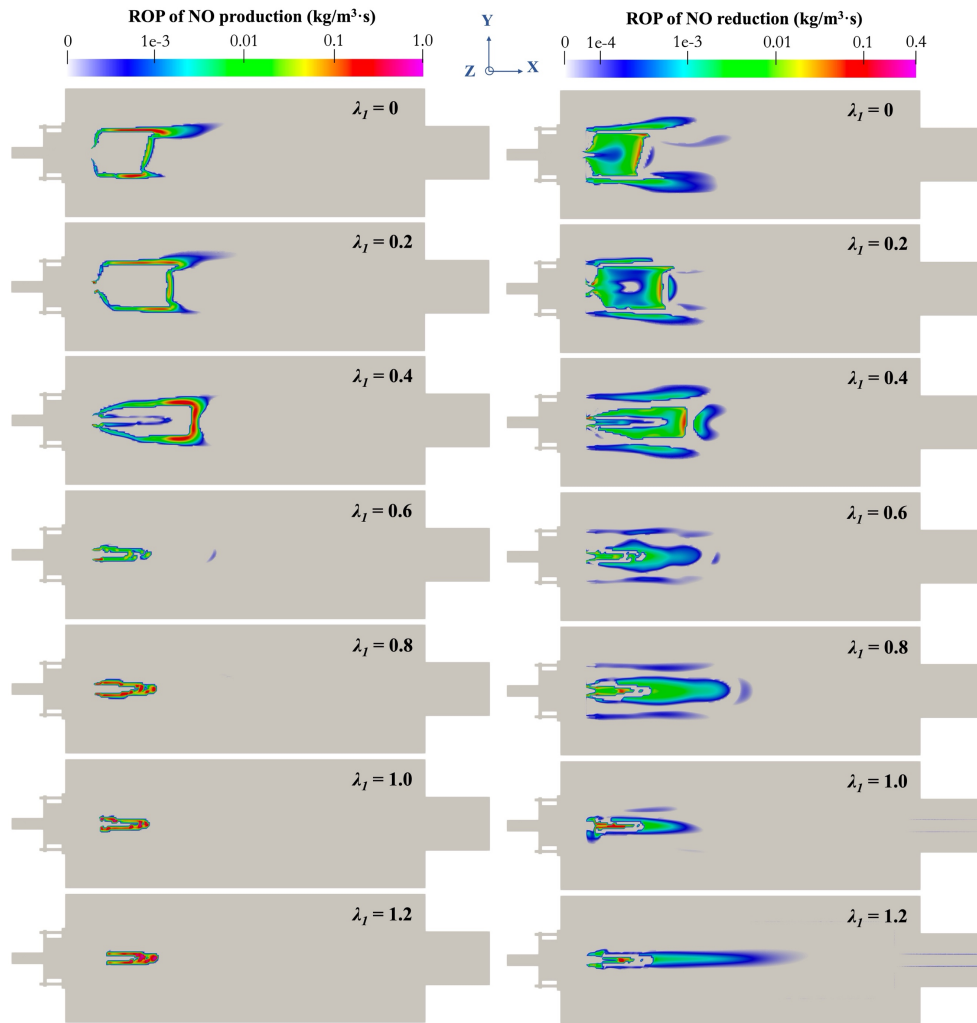 ROP of NO production (kg/m³·s)
0 1e-3 0.01 0.1 1.0
Y
Z X
ROP of NO reduction (kg/m³·s)
0 1e-4 1e-3 0.01 0.1 0.4
λ₁ = 0
λ₁ = 0
λ₁ = 0.2
λ₁ = 0.2
λ₁ = 0.4
λ₁ = 0.4
λ₁ = 0.6
λ₁ = 0.6
λ₁ = 0.8
λ₁ = 0.8
λ₁ = 1.0
λ₁ = 1.0
λ₁ = 1.2
λ₁ = 1.2